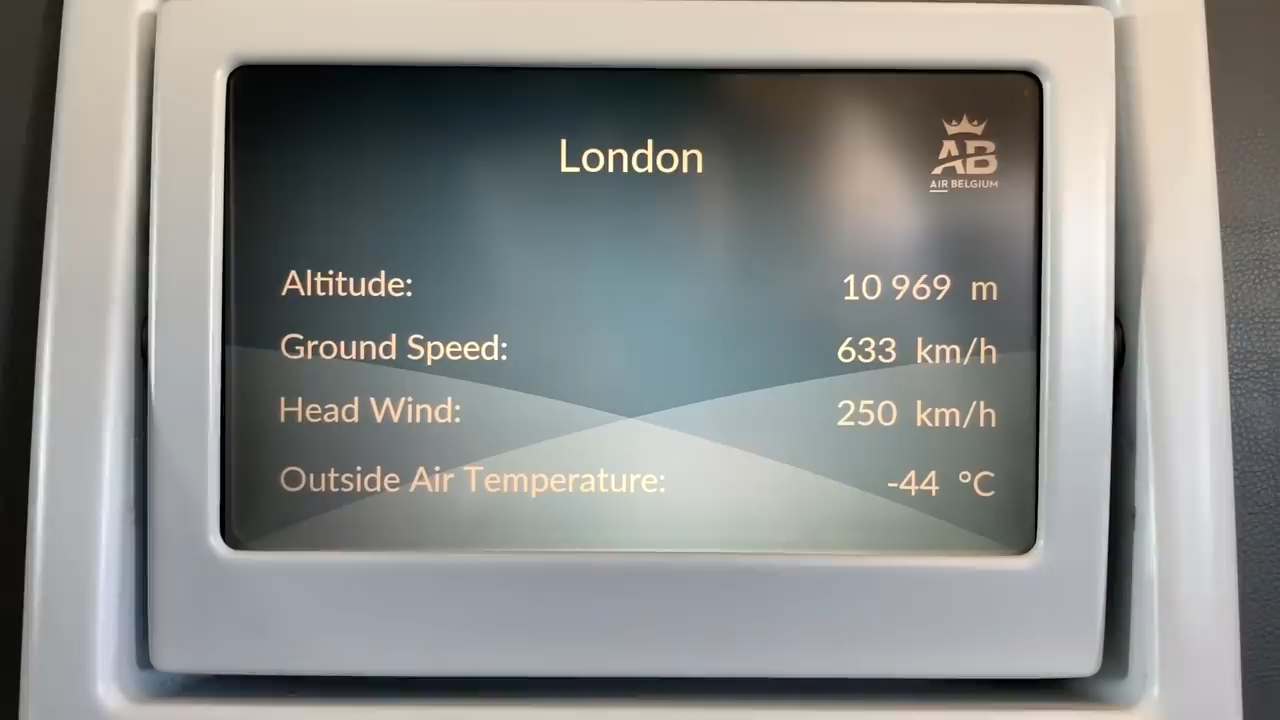 London
AB
AIR BELGIUM
Altitude: 10 969 m
Ground Speed: 633 km/h
Head Wind: 250 km/h
Outside Air Temperature: -44 °C